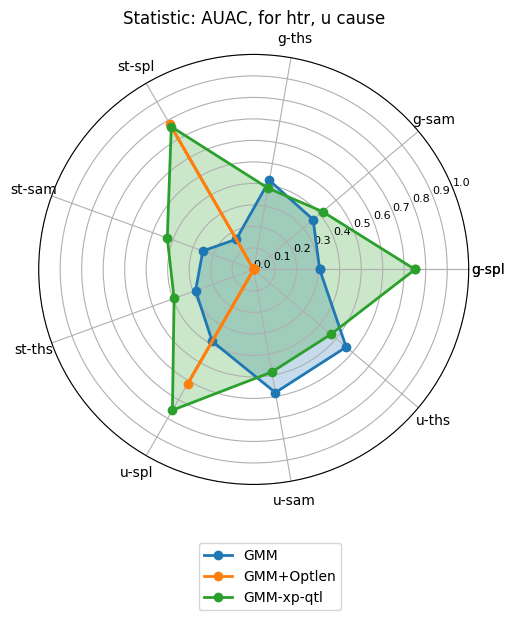 Statistic: AUAC, for htr, u cause
g-ths
st-spl
g-sam
st-sam
0.0
0.1
0.2
0.3
0.4
0.5
0.6
0.7
0.8
0.9
1.0
g-spl
st-ths
u-ths
u-spl
u-sam
GMM
GMM+Optlen
GMM-xp-qtl